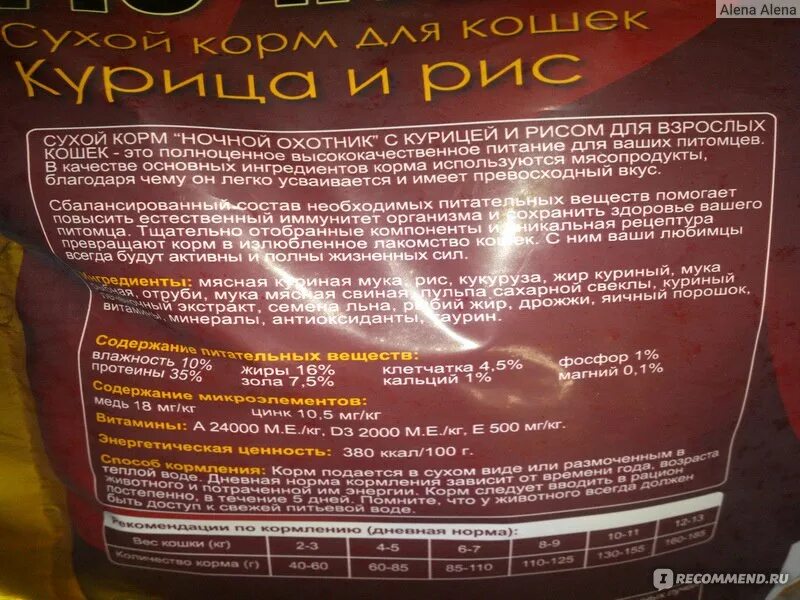 Alena Alena
Сухой корм для кошек
Курица и рис
СУХОЙ КОРМ "НОЧНОЙ ОХОТНИК" С КУРИЦЕЙ И РИСОМ ДЛЯ ВЗРОСЛЫХ
КОШЕК - это полноценное высококачественное питание для ваших питомцев.
В качестве основных ингредиентов корма используются мясопродукты,
благодаря чему он легко усваивается и имеет превосходный вкус.
Сбалансированный состав необходимых питательных веществ помогает
повысить естественный иммунитет организма и сохранить здоровье вашего
питомца. Тщательно отобранные компоненты и уникальная рецептура
превращают корм в излюбленное лакомство кошек. С ним ваши любимцы
всегда будут активны и полны жизненных сил.
Ингредиенты: мясная куриная мука, рис, кукуруза, жир куриный, мука
отруби, мука мясная свиная, пульпа сахарной свеклы, куриный
экстракт, семена льна, рыбий жир, дрожжи, яичный порошок,
витамины, минералы, антиоксиданты, таурин.
Содержание питательных веществ:
влажность 10% жиры 16% клетчатка 4,5% фосфор 1%
протеины 35% зола 7,5% кальций 1% магний 0,1%
Содержание микроэлементов:
медь 18 мг/кг цинк 10,5 мг/кг
Витамины: А 24000 М.Е./кг, D3 2000 М.Е./кг, Е 500 мг/кг.
Энергетическая ценность: 380 ккал/100 г.
Способ кормления: Корм подается в сухом виде или размоченным в
теплой воде. Дневная норма кормления зависит от времени года, возраста
животного и потраченной им энергии. Корм следует вводить в рацион
постепенно, в течение 5 дней. Помните, что у животного всегда должен
быть доступ к свежей питьевой воде.
Рекомендации по кормлению (дневная норма):
Вес кошки (кг) 2-3 4-5 6-7 8-9 10-11 12-13
Количество корма (г) 40-60 60-85 85-110 110-125 130-155 160-185
I RECOMMEND.RU